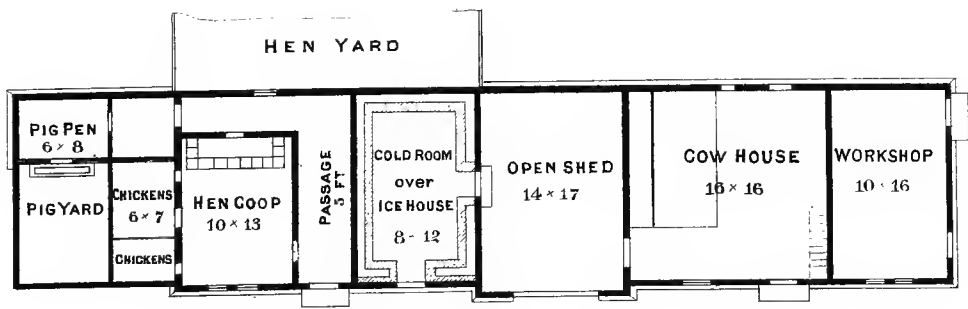 HEN YARD
PIG PEN
6 × 8
PIG YARD
CHICKENS
6 × 7
CHICKENS
HEN COOP
10 × 13
PASSAGE
5 FT
COLD ROOM
over
ICE HOUSE
8 - 12
OPEN SHED
14 × 17
COW HOUSE
16 × 16
WORKSHOP
10 × 16